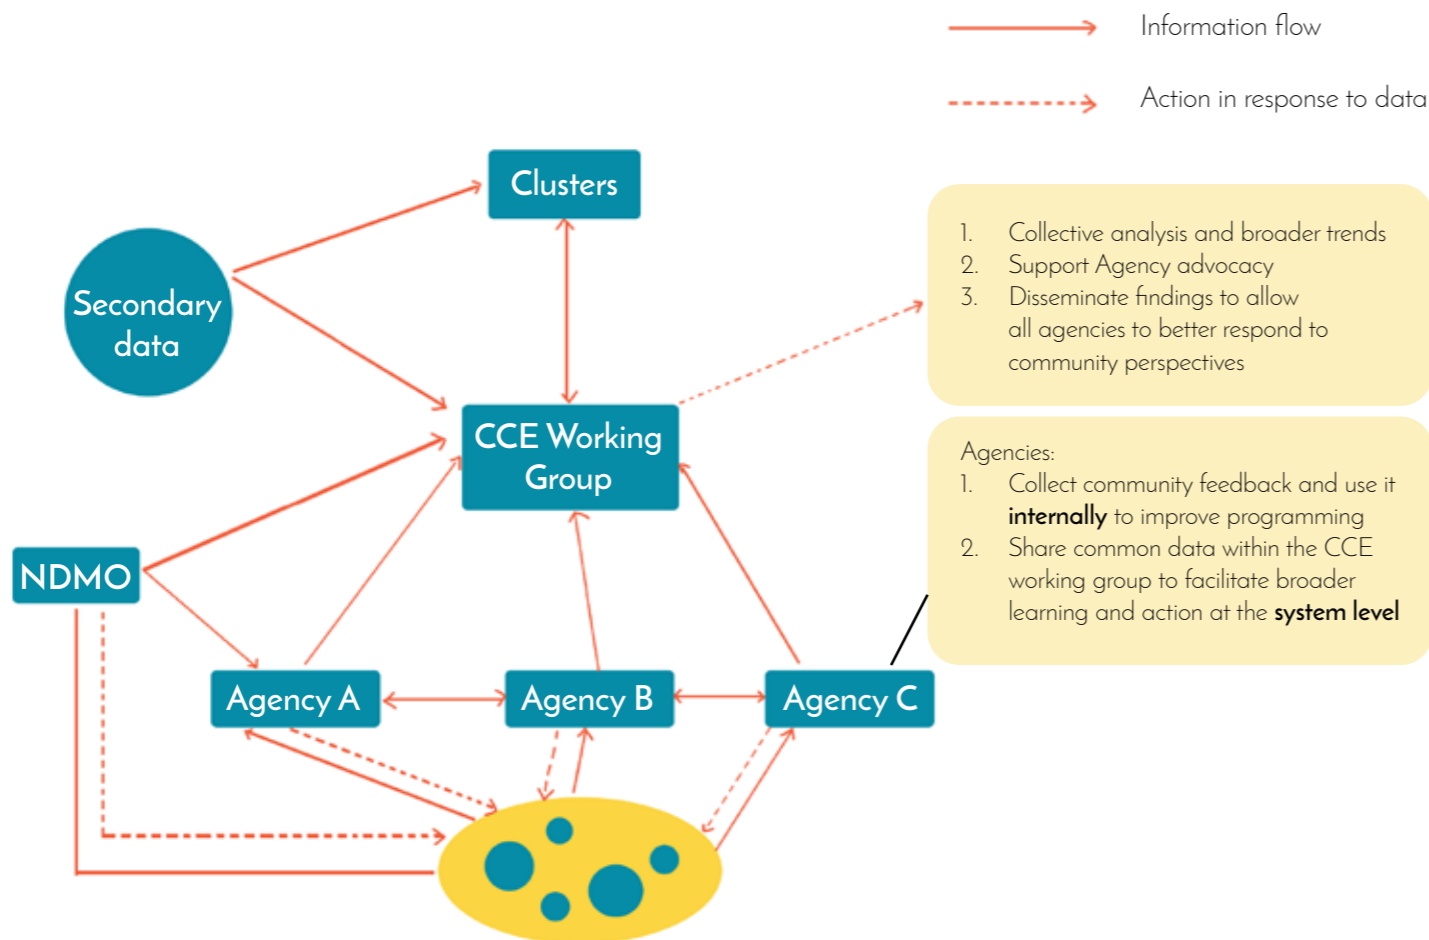 Information flow
Action in response to data
Clusters
Secondary
data
1. Collective analysis and broader trends
2. Support Agency advocacy
3. Disseminate findings to allow
all agencies to better respond to
community perspectives
CCE Working
Group
Agencies:
1. Collect community feedback and use it
internally to improve programming
2. Share common data within the CCE
working group to facilitate broader
learning and action at the system level
NDMO
Agency A
Agency B
Agency C